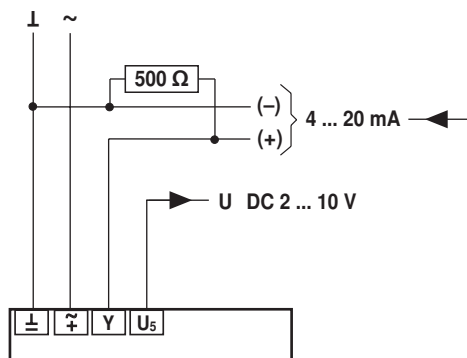 ⊥ ~
500 Ω
(–)
(+)
4 ... 20 mA
U DC 2 ... 10 V
⊥ ~+ Y U5